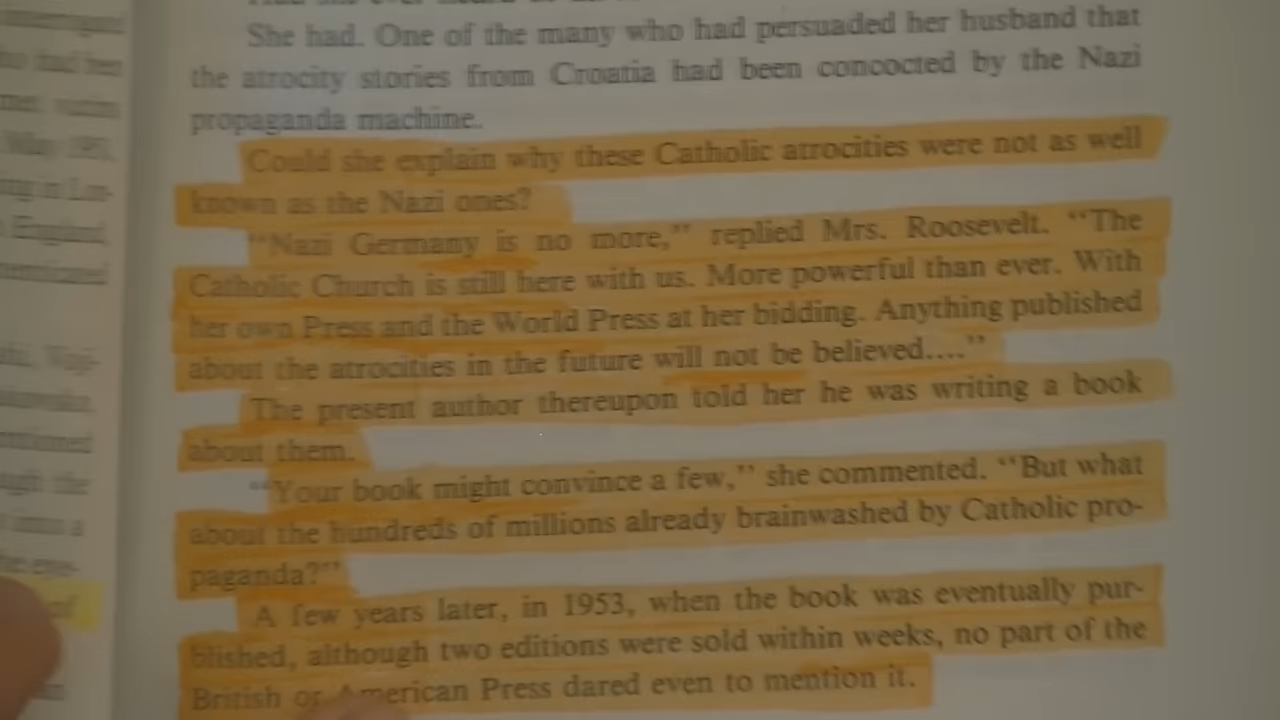 She had. One of the many who had persuaded her husband that
the atrocity stories from Croatia had been concocted by the Nazi
propaganda machine.
Could she explain why these Catholic atrocities were not as well
known as the Nazi ones?
"Nazi Germany is no more," replied Mrs. Roosevelt. "The
Catholic Church is still here with us. More powerful than ever. With
her own Press and the World Press at her bidding. Anything published
about the atrocities in the future will not be believed...."
The present author thereupon told her he was writing a book
about them.
"Your book might convince a few," she commented. "But what
about the hundreds of millions already brainwashed by Catholic pro-
paganda?"
A few years later, in 1953, when the book was eventually pur-
blished, although two editions were sold within weeks, no part of the
British or American Press dared even to mention it.